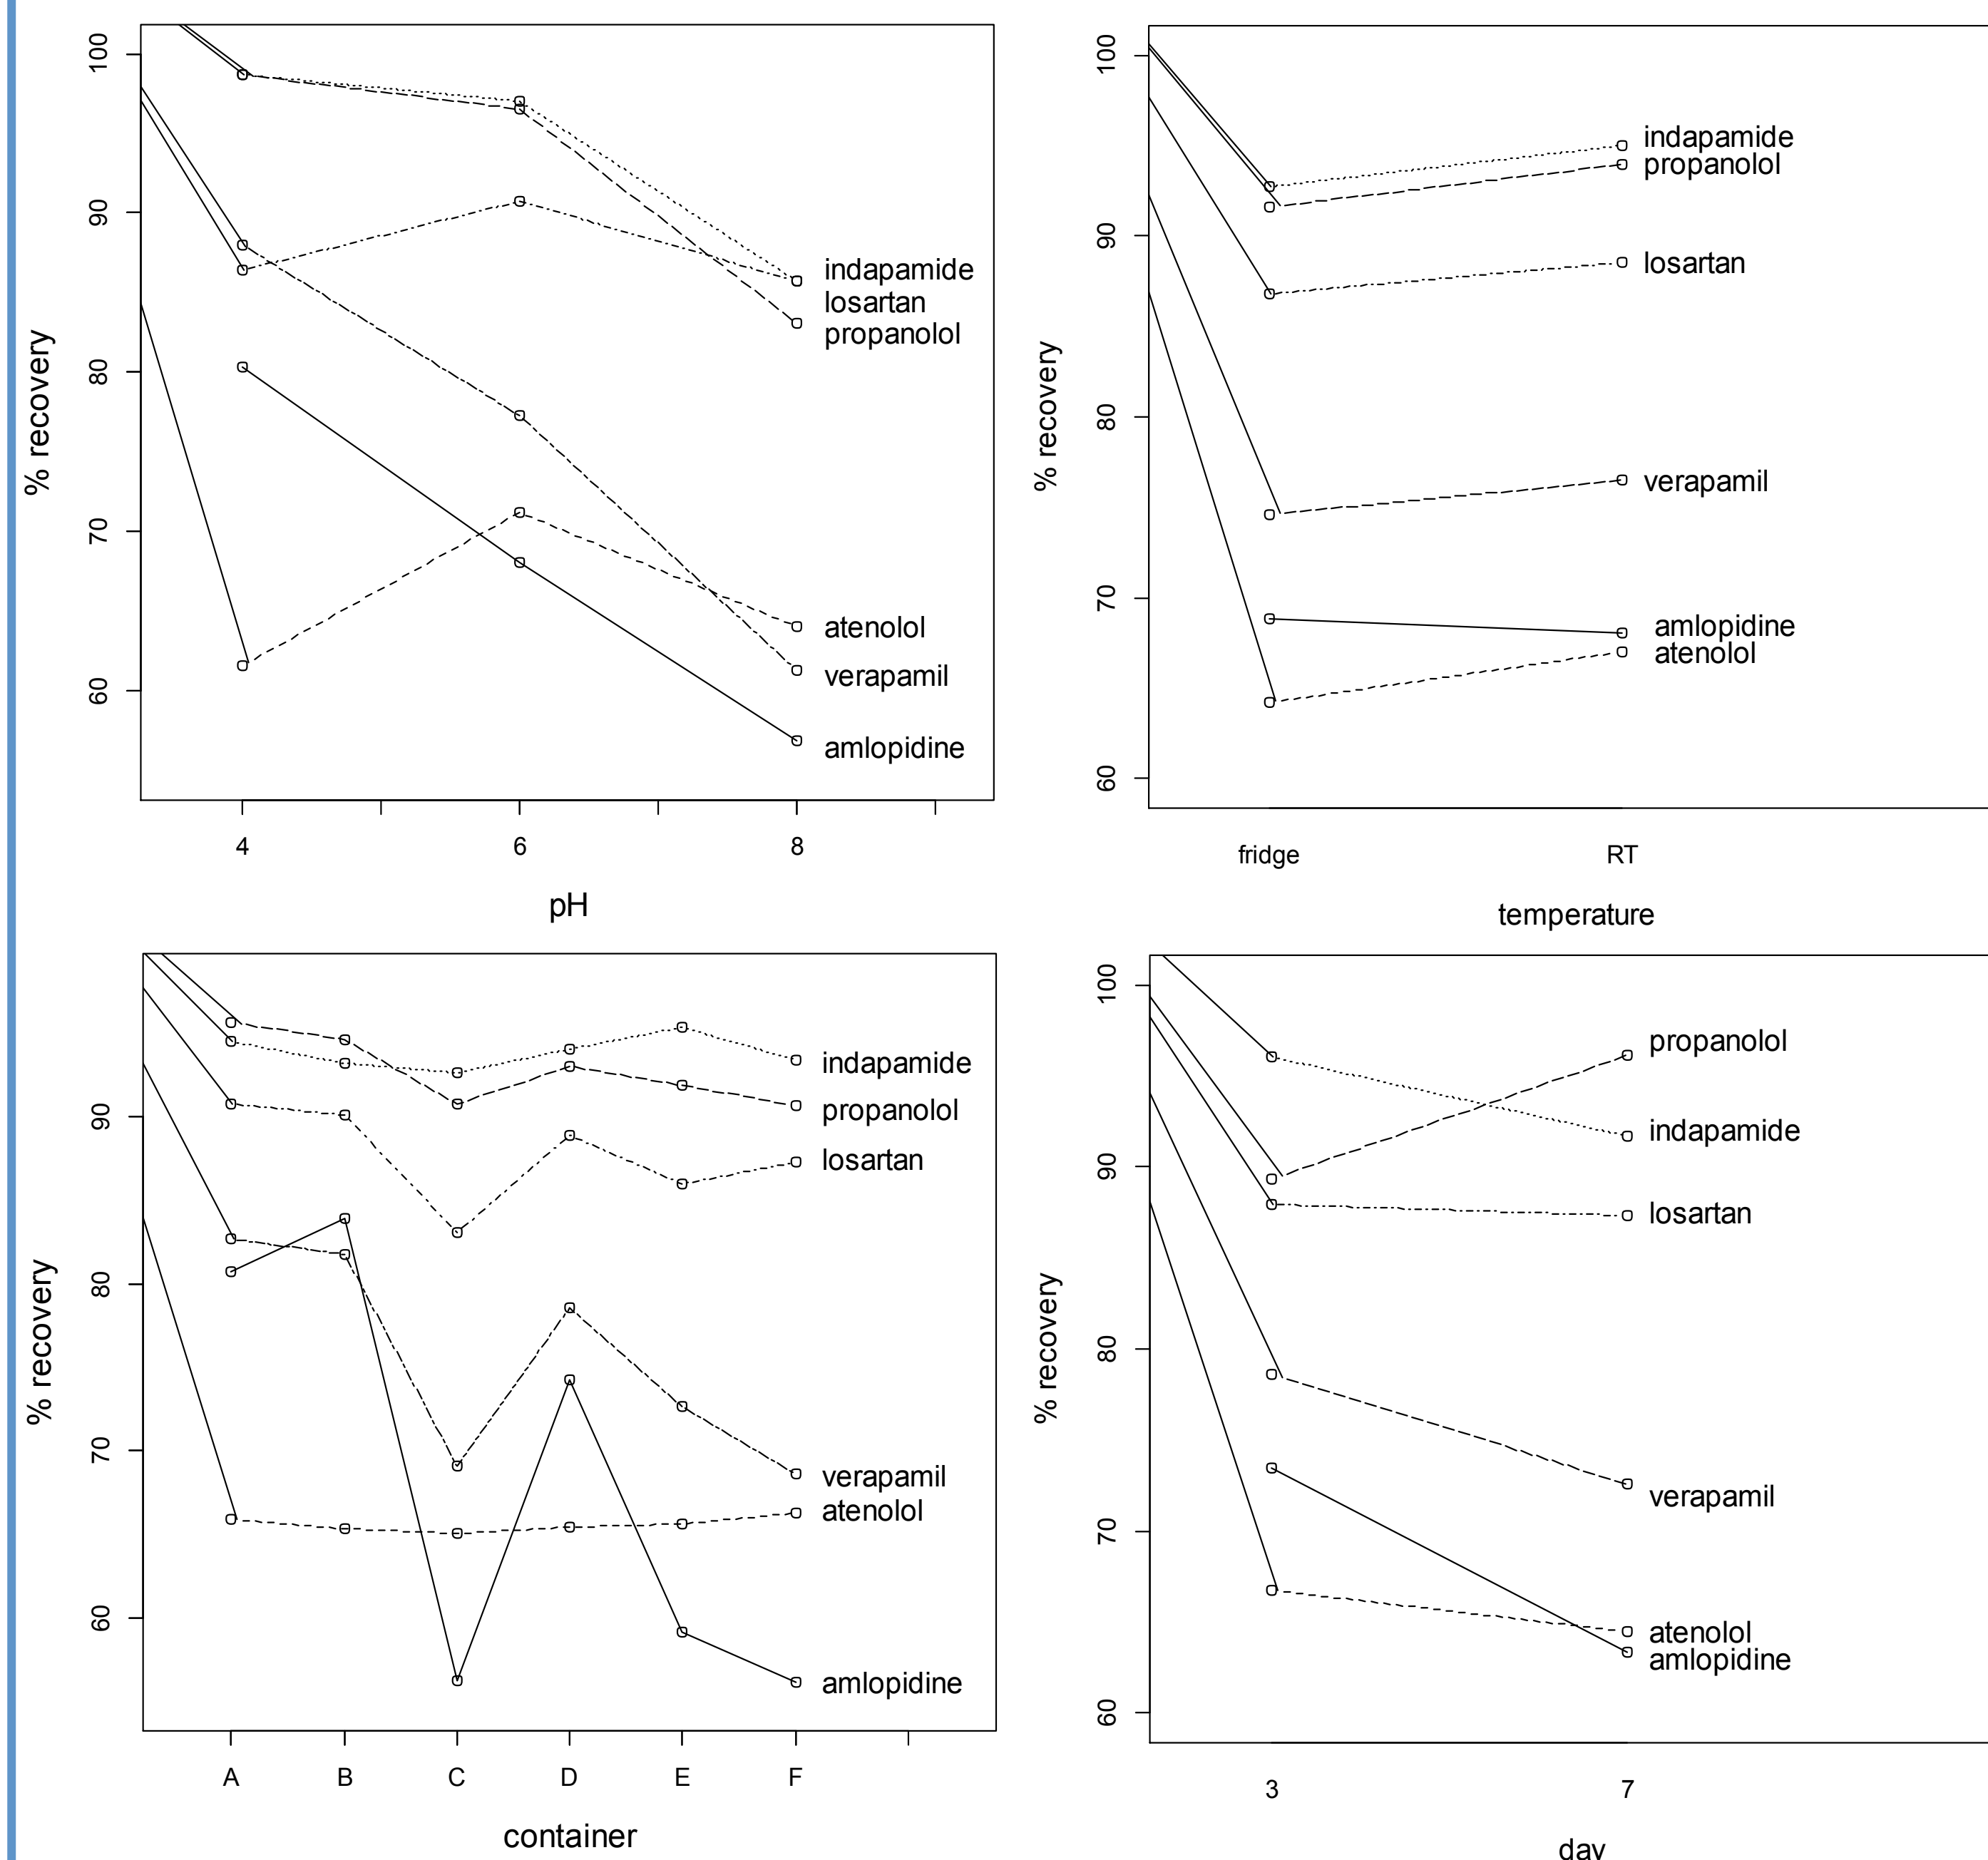 % recovery
100
90
80
70
60
indapamide
losartan
propanolol
atenolol
verapamil
amlopidine
4
6
8
pH
% recovery
100
90
80
70
60
indapamide
propanolol
losartan
verapamil
amlopidine
atenolol
fridge
RT
temperature
% recovery
90
80
70
60
indapamide
propanolol
losartan
verapamil
atenolol
amlopidine
A
B
C
D
E
F
container
% recovery
100
90
80
70
60
propanolol
indapamide
losartan
verapamil
atenolol
amlopidine
3
7
day